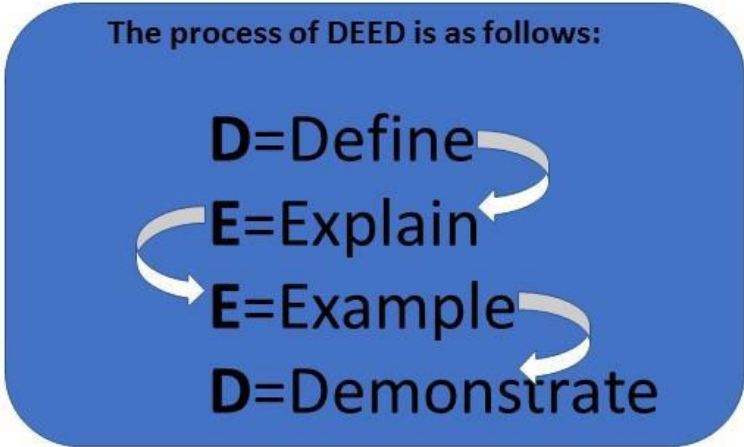 The process of DEED is as follows:
D=Define
E=Explain
E=Example
D=Demonstrate